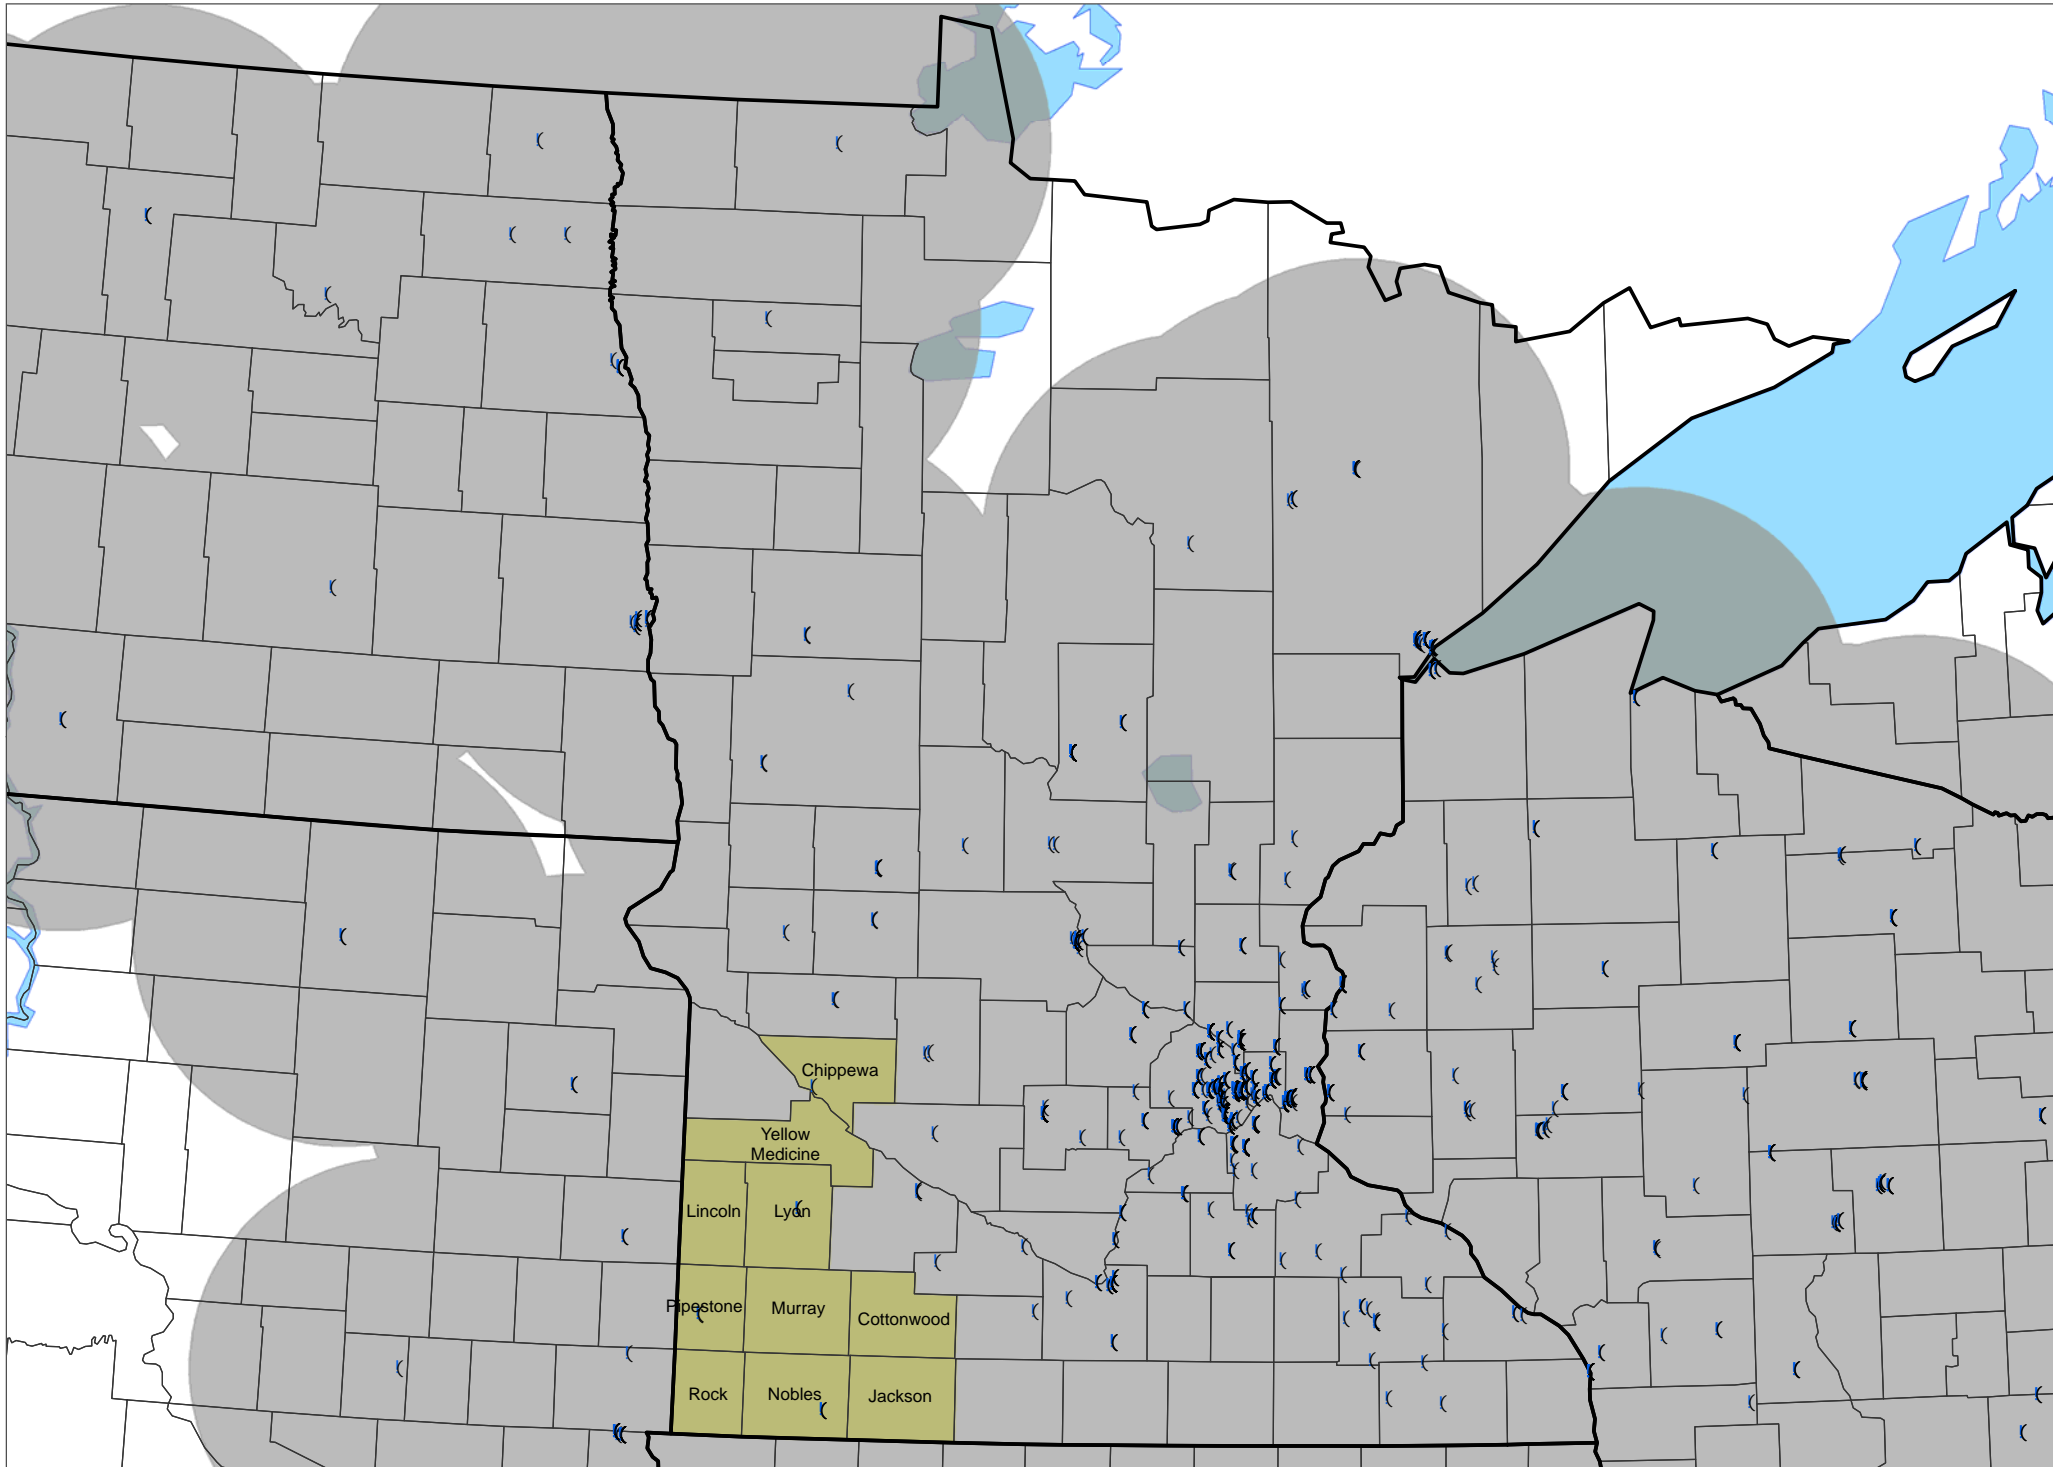 Chippewa
Yellow
Medicine
Lincoln
Lyon
Pipestone
Murray
Cottonwood
Rock
Nobles
Jackson